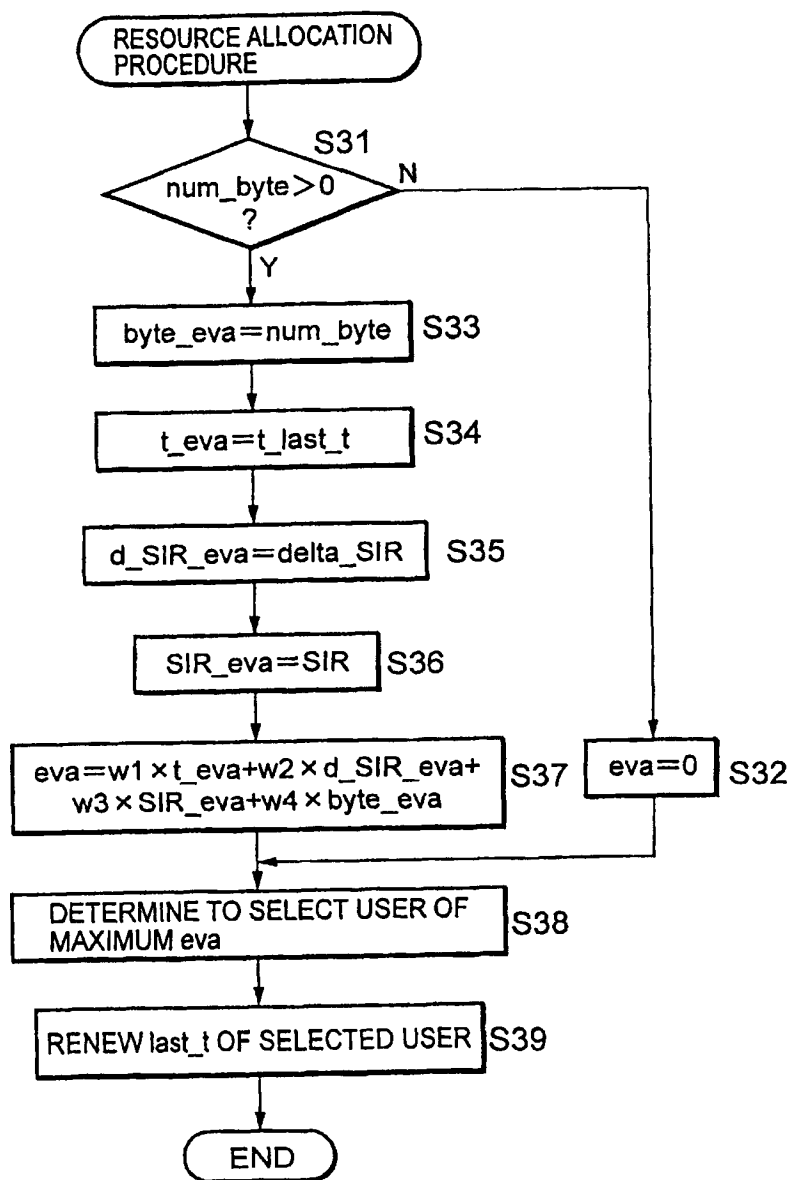 RESOURCE ALLOCATION
PROCEDURE
S31
num_byte>0
?
N
Y
byte_eva=num_byte
S33
t_eva=t_last_t
S34
d_SIR_eva=delta_SIR
S35
SIR_eva=SIR
S36
eva=w1×t_eva+w2×d_SIR_eva+
w3×SIR_eva+w4×byte_eva
S37
eva=0
S32
DETERMINE TO SELECT USER OF
MAXIMUM eva
S38
RENEW last_t OF SELECTED USER
S39
END